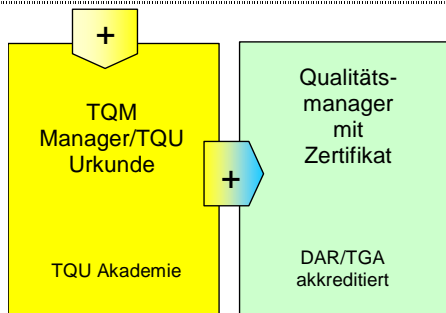 +
TQM
Manager/TQU
Urkunde
TQU Akademie
+
Qualitäts-
manager
mit
Zertifikat
DAR/TGA
akkreditiert